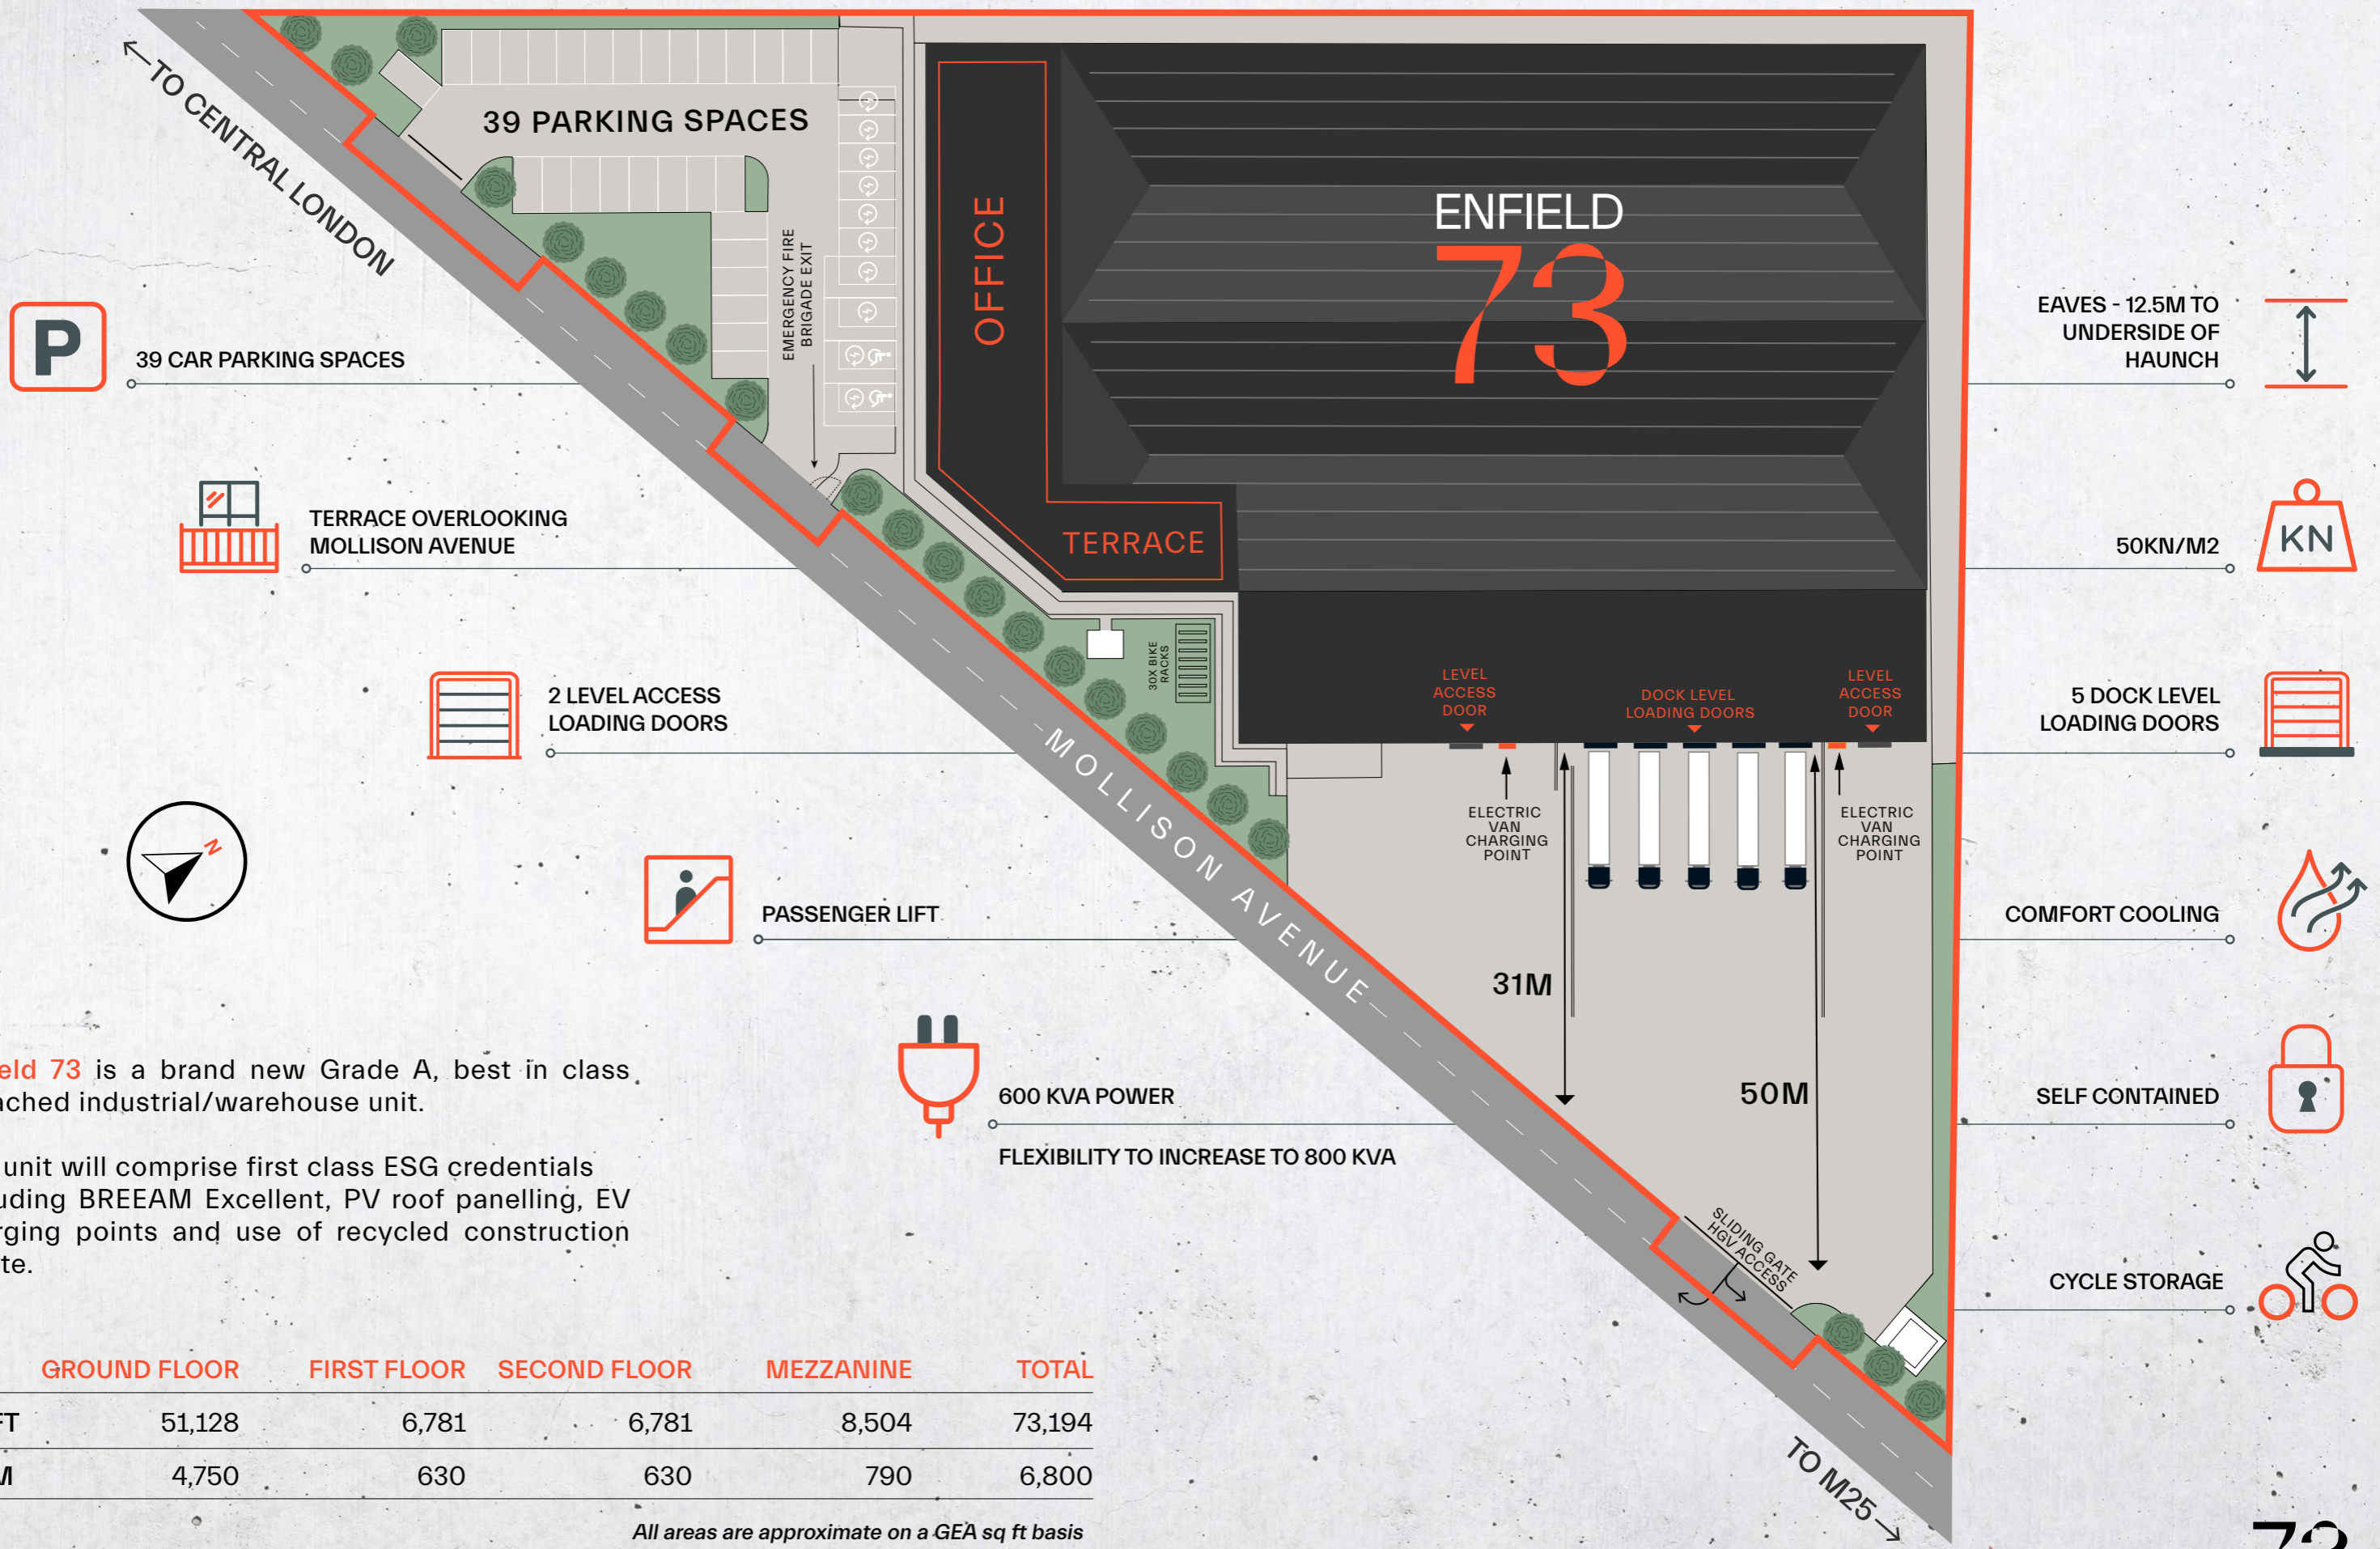 TO CENTRAL LONDON
39 PARKING SPACES
EMERGENCY FIRE
BRIGADE EXIT
OFFICE
TERRACE
ENFIELD
73
39 CAR PARKING SPACES
TERRACE OVERLOOKING
MOLLISON AVENUE
2 LEVEL ACCESS
LOADING DOORS
N
PASSENGER LIFT
600 KVA POWER
FLEXIBILITY TO INCREASE TO 800 KVA
30X BIKE
RACKS
MOLLISON AVENUE
LEVEL
ACCESS
DOOR
DOCK LEVEL
LOADING DOORS
LEVEL
ACCESS
DOOR
ELECTRIC
VAN
CHARGING
POINT
ELECTRIC
VAN
CHARGING
POINT
31M
50M
SLIDING GATE
HGV ACCESS
TO M25
P
EAVES - 12.5M TO
UNDERSIDE OF
HAUNCH
KN
50KN/M2
5 DOCK LEVEL
LOADING DOORS
COMFORT COOLING
SELF CONTAINED
CYCLE STORAGE
eld 73 is a brand new Grade A, best in class
ached industrial/warehouse unit.
unit will comprise first class ESG credentials
uding BREEAM Excellent, PV roof panelling, EV
rging points and use of recycled construction
te.
GROUND FLOOR FIRST FLOOR SECOND FLOOR MEZZANINE TOTAL
FT 51,128 6,781 6,781 8,504 73,194
M 4,750 630 630 790 6,800
All areas are approximate on a GEA sq ft basis
73